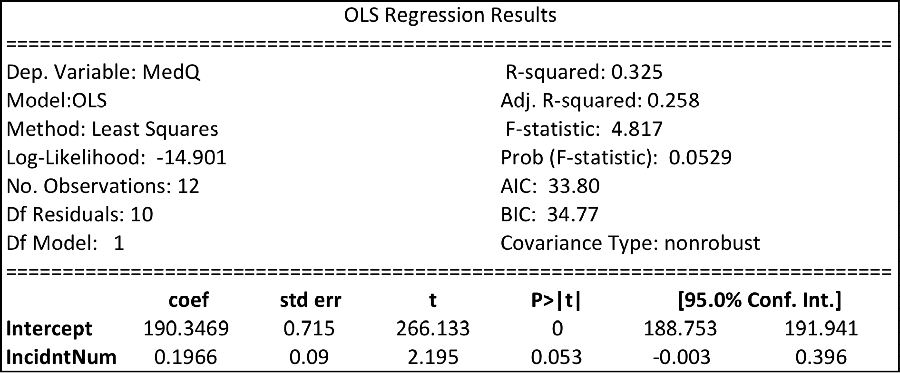 OLS Regression Results
==============================================================================
Dep. Variable: MedQ R-squared: 0.325
Model:OLS Adj. R-squared: 0.258
Method: Least Squares F-statistic: 4.817
Log-Likelihood: -14.901 Prob (F-statistic): 0.0529
No. Observations: 12 AIC: 33.80
Df Residuals: 10 BIC: 34.77
Df Model: 1 Covariance Type: nonrobust
==============================================================================
coef std err t P>|t| [95.0% Conf. Int.]
Intercept 190.3469 0.715 266.133 0 188.753 191.941
IncidntNum 0.1966 0.09 2.195 0.053 -0.003 0.396